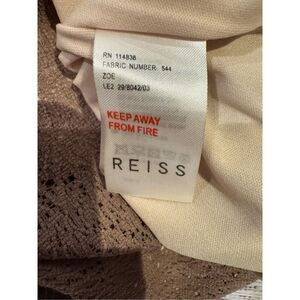 RN 114836
FABRIC NUMBER: 544
ZOE
LE2 29/8042/03
KEEP AWAY
FROM FIRE
REISS